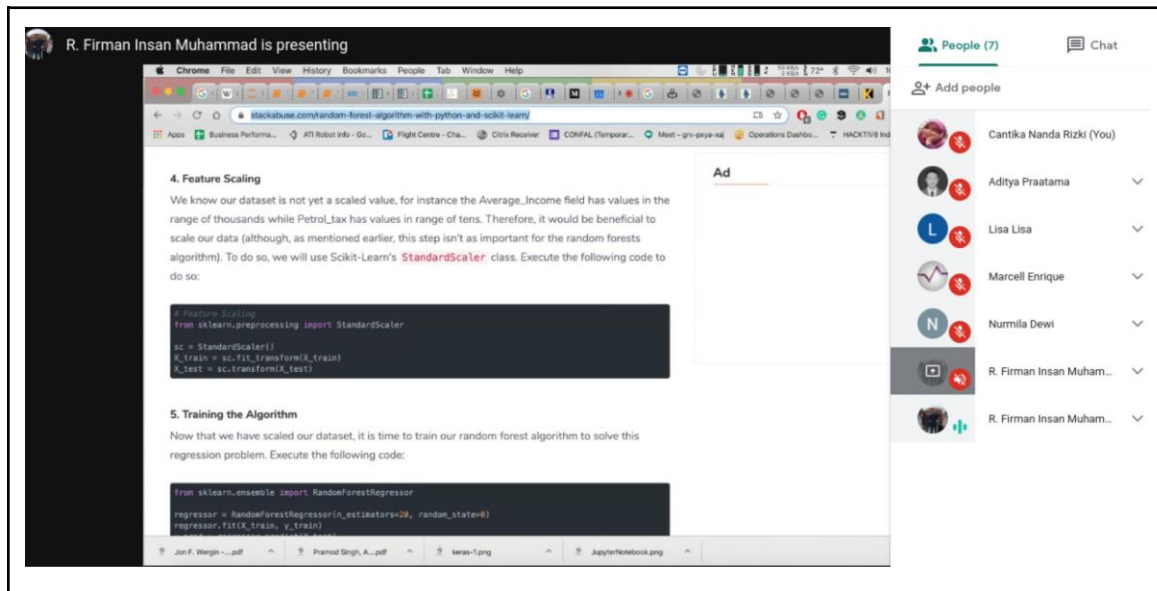 R. Firman Insan Muhammad is presenting
Chrome File Edit View History Bookmarks People Tab Window Help
stackabuse.com/random-forest-algorithm-with-python-and-scikit-learn/
Apps Business Performa... ATI Robot Info - Go... Flight Centre - Cha... Citrix Receiver CONFAL (Temporar... Meet – grv-pxya-xaj Operations Dashbo... HACKTIV8 Ind
4. Feature Scaling
We know our dataset is not yet a scaled value, for instance the Average_Income field has values in the
range of thousands while Petrol_tax has values in range of tens. Therefore, it would be beneficial to
scale our data (although, as mentioned earlier, this step isn't as important for the random forests
algorithm). To do so, we will use Scikit-Learn's StandardScaler class. Execute the following code to
do so:
# Feature Scaling
from sklearn.preprocessing import StandardScaler
sc = StandardScaler()
X_train = sc.fit_transform(X_train)
X_test = sc.transform(X_test)
5. Training the Algorithm
Now that we have scaled our dataset, it is time to train our random forest algorithm to solve this
regression problem. Execute the following code:
from sklearn.ensemble import RandomForestRegressor
regressor = RandomForestRegressor(n_estimators=20, random_state=0)
regressor.fit(X_train, y_train)
Ad
Jon F. Wergin -....pdf Pramod Singh, A....pdf keras-1.png JupyterNotebook.png
People (7) Chat
Add people
Cantika Nanda Rizki (You)
Aditya Praatama
L Lisa Lisa
Marcell Enrique
N Nurmila Dewi
R. Firman Insan Muham...
R. Firman Insan Muham...